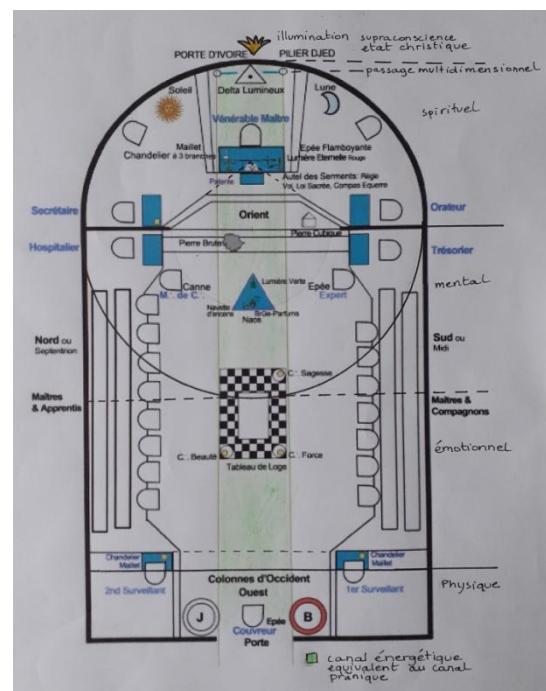 illumination supraconscience
état christique
PORTE D'IVOIRE PILIER DJED
passage multidimensionnel
Soleil Delta Lumineux Lune
spirituel
Vénérable Maître
Maillet
Chandelier à 3 branches
Epée Flamboyante
Lumière Eternelle Rouge
Patente
Autel des Serments: Règle
Vol. Loi Sacrée, Compas Equerre
Secrétaire Orient Orateur
Pierre Cubique
Hospitalier Pierre Brute Trésorier
mental
Canne
M∴ de C∴
Lumière Verte
Epée
Expert
Navette
d'encens
Brûle-Parfums
Naos
Nord ou
Septentrion
Sud ou
Midi
C∴ Sagesse
Maîtres
& Apprentis
Maîtres &
Compagnons
émotionnel
C∴ Beauté C∴ Force
Tableau de Loge
Chandelier
Maillet
Chandelier
Maillet
Colonnes d'Occident
Physique
2nd Surveillant Ouest 1er Surveillant
J Epée B
Couvreur
Porte
canal énergétique
équivalent au canal
pranique